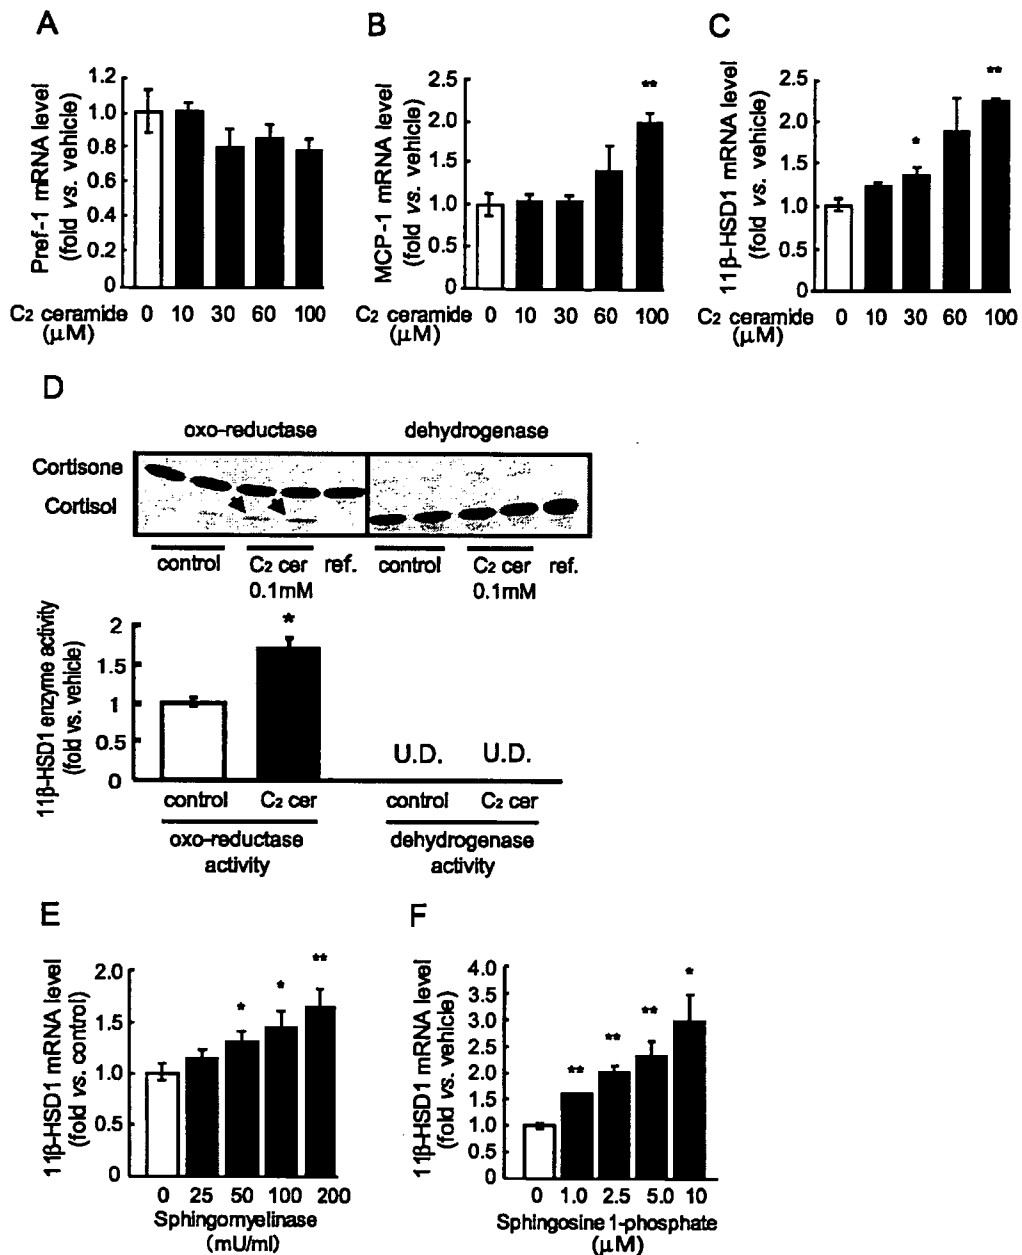 A
Pref-1 mRNA level
(fold vs. vehicle)
1.2
1.0
0.8
0.6
0.4
0.2
0
C2 ceramide 0 10 30 60 100
(μM)
B
MCP-1 mRNA level
(fold vs. vehicle)
2.5
2.0
1.5
1.0
0.5
0
**
C2 ceramide 0 10 30 60 100
(μM)
C
11β-HSD1 mRNA level
(fold vs. vehicle)
2.5
2.0
1.5
1.0
0.5
0
* **
C2 ceramide 0 10 30 60 100
(μM)
D
oxo-reductase dehydrogenase
Cortisone
Cortisol
control C2 cer ref. control C2 cer ref.
0.1mM 0.1mM
11β-HSD1 enzyme activity
(fold vs. vehicle)
2
1.5
1
0.5
0
*
U.D. U.D.
control C2 cer control C2 cer
oxo-reductase dehydrogenase
activity activity
E
11β-HSD1 mRNA level
(fold vs. control)
2.0
1.5
1.0
0.5
0
* * **
0 25 50 100 200
Sphingomyelinase
(mU/ml)
F
11β-HSD1 mRNA level
(fold vs. vehicle)
4.0
3.5
3.0
2.5
2.0
1.5
1.0
0.5
0
** ** ** *
0 1.0 2.5 5.0 10
Sphingosine 1-phosphate
(μM)